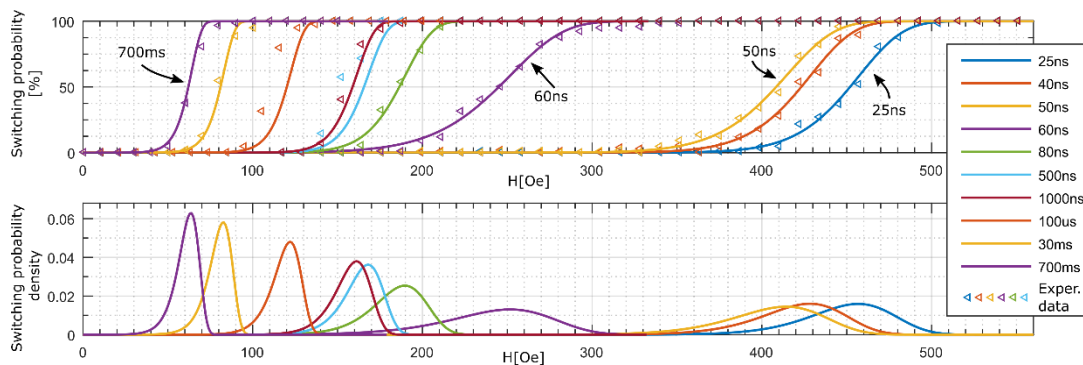 Switching probability
[%]
100
50
0
700ms
60ns
50ns
25ns
0
100
200
300
400
500
H[Oe]
Switching probability
density
0.06
0.04
0.02
0
0
100
200
300
400
500
H[Oe]
25ns
40ns
50ns
60ns
80ns
500ns
1000ns
100us
30ms
700ms
Exper.
data